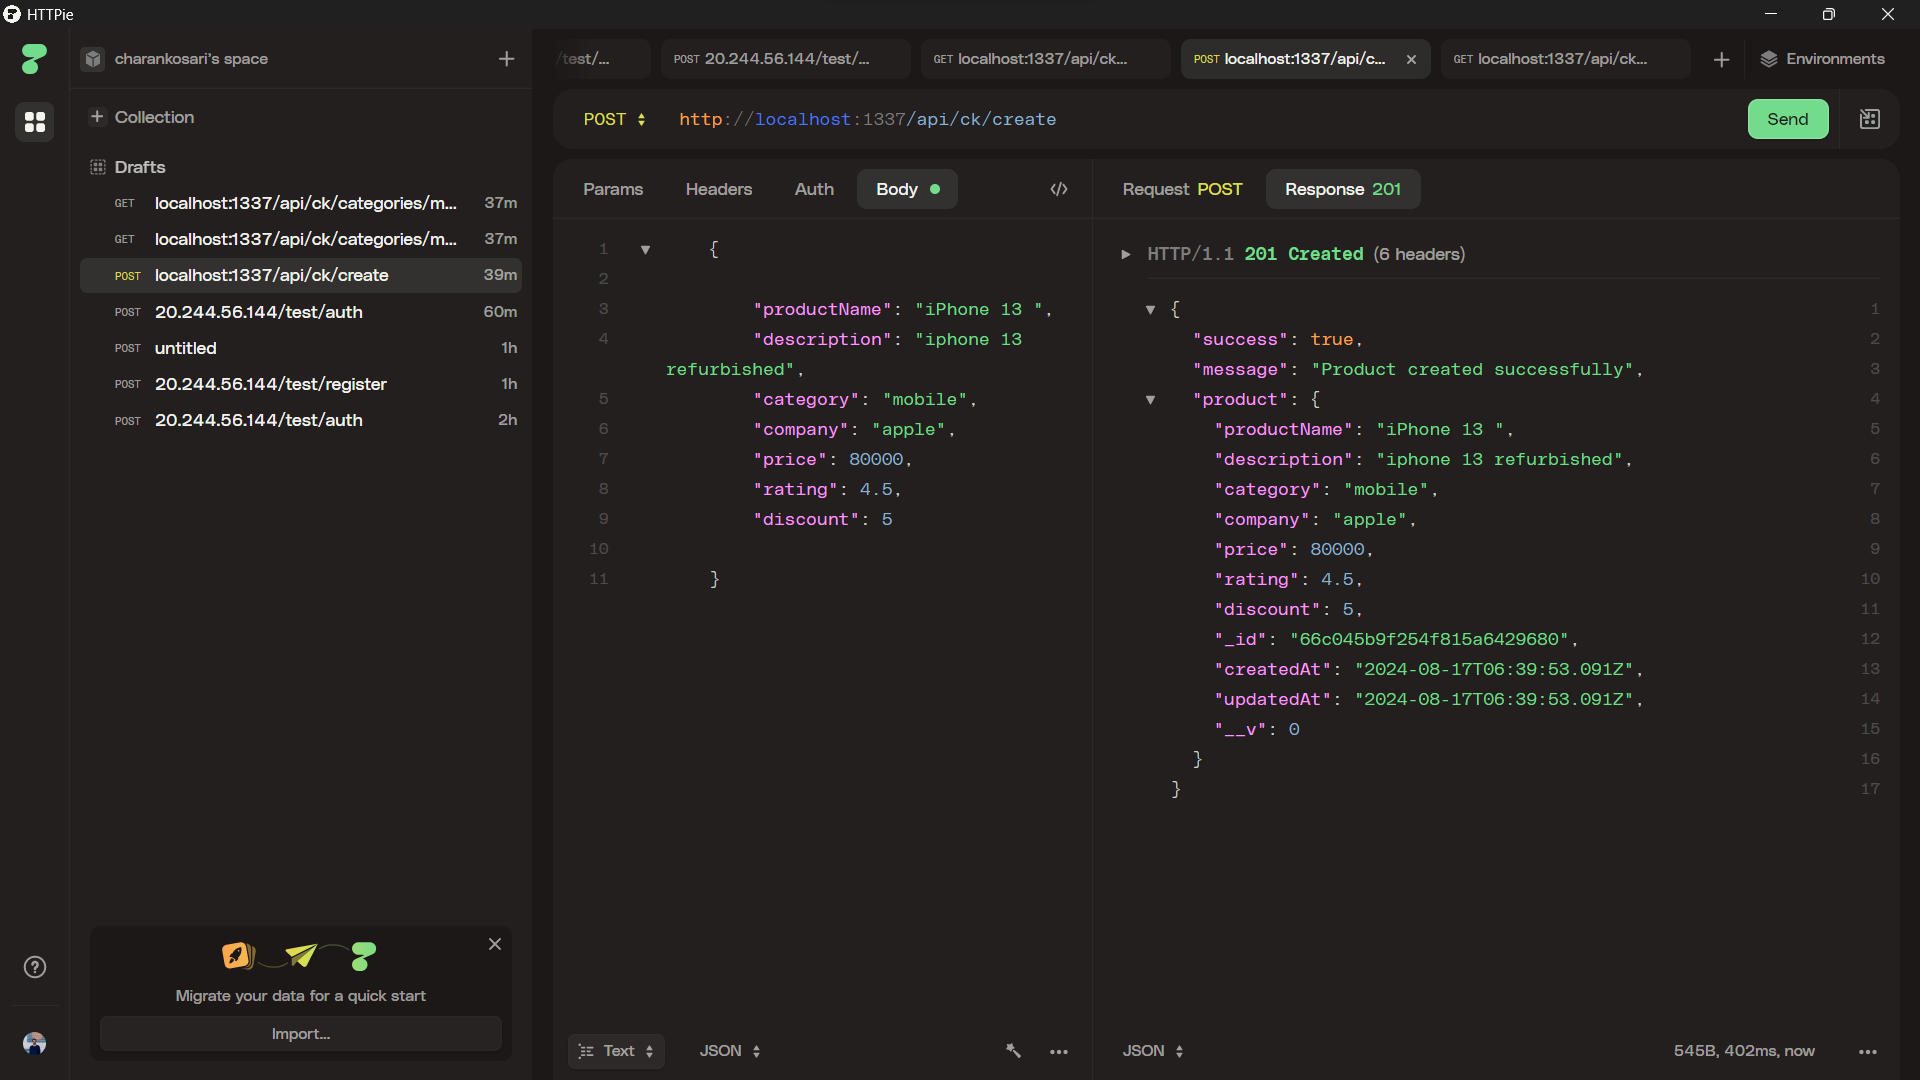 HTTPie
charankosari's space
Collection
Drafts
GET localhost:1337/api/ck/categories/m... 37m
GET localhost:1337/api/ck/categories/m... 37m
POST localhost:1337/api/ck/create 39m
POST 20.244.56.144/test/auth 60m
POST untitled 1h
POST 20.244.56.144/test/register 1h
POST 20.244.56.144/test/auth 2h
Migrate your data for a quick start
Import...
/test/... POST 20.244.56.144/test/... GET localhost:1337/api/ck... POST localhost:1337/api/c... GET localhost:1337/api/ck... Environments
POST http://localhost:1337/api/ck/create Send
Params Headers Auth Body
1 {
2
3 "productName": "iPhone 13 ",
4 "description": "iphone 13
refurbished",
5 "category": "mobile",
6 "company": "apple",
7 "price": 80000,
8 "rating": 4.5,
9 "discount": 5
10
11 }
Text JSON
Request POST Response 201
HTTP/1.1 201 Created (6 headers)
{ 1
"success": true, 2
"message": "Product created successfully", 3
"product": { 4
"productName": "iPhone 13 ", 5
"description": "iphone 13 refurbished", 6
"category": "mobile", 7
"company": "apple", 8
"price": 80000, 9
"rating": 4.5, 10
"discount": 5, 11
"_id": "66c045b9f254f815a6429680", 12
"createdAt": "2024-08-17T06:39:53.091Z", 13
"updatedAt": "2024-08-17T06:39:53.091Z", 14
"__v": 0 15
} 16
} 17
JSON 545B, 402ms, now